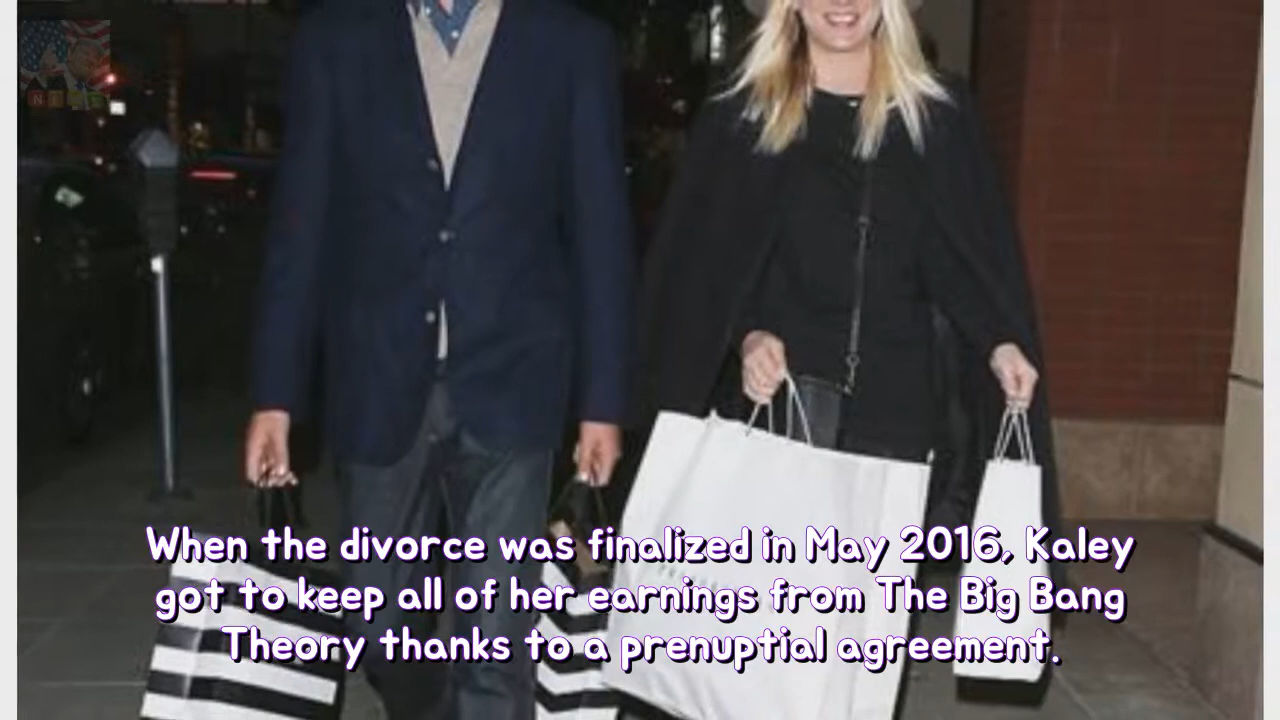 NEWS
When the divorce was finalized in May 2016, Kaley
got to keep all of her earnings from The Big Bang
Theory thanks to a prenuptial agreement.